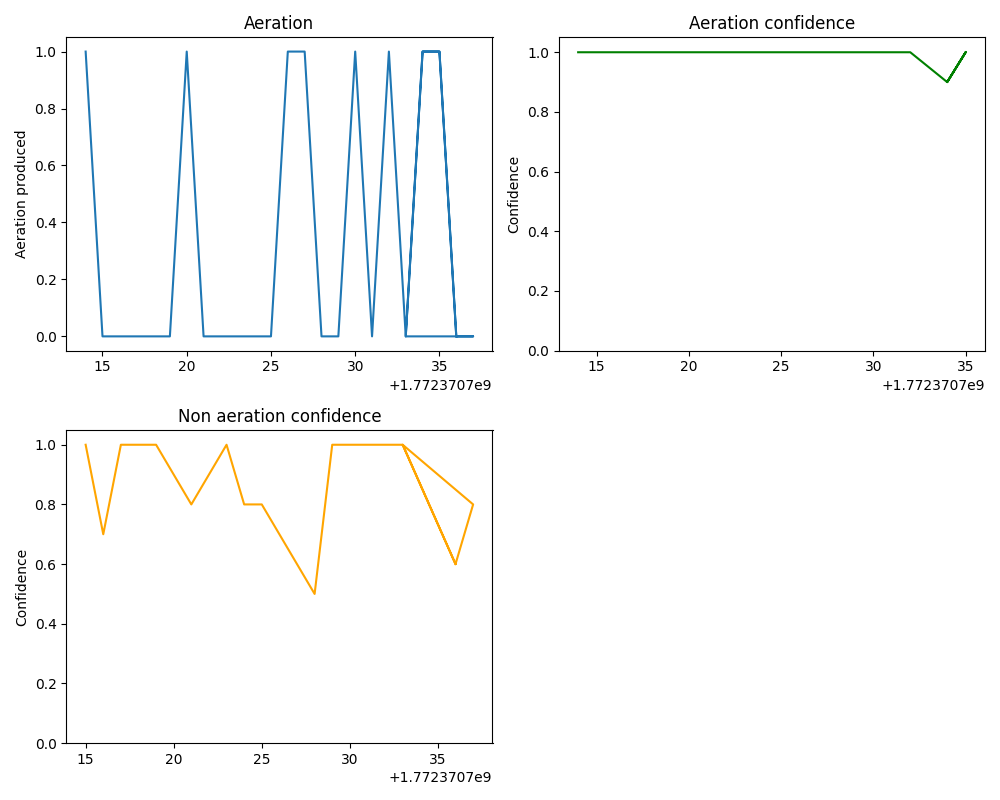 Aeration
Aeration produced
1.0
0.8
0.6
0.4
0.2
0.0
15 20 25 30 35
+1.7723707e9
Aeration confidence
Confidence
1.0
0.8
0.6
0.4
0.2
0.0
15 20 25 30 35
+1.7723707e9
Non aeration confidence
Confidence
1.0
0.8
0.6
0.4
0.2
0.0
15 20 25 30 35
+1.7723707e9